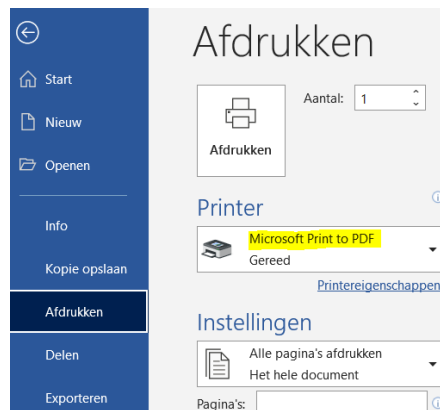 Afdrukken
Start
Nieuw
Openen
Info
Kopie opslaan
Afdrukken
Delen
Exporteren
Aantal: 1
Afdrukken
Printer
Microsoft Print to PDF
Gereed
Printereigenschappen
Instellingen
Alle pagina's afdrukken
Het hele document
Pagina's: